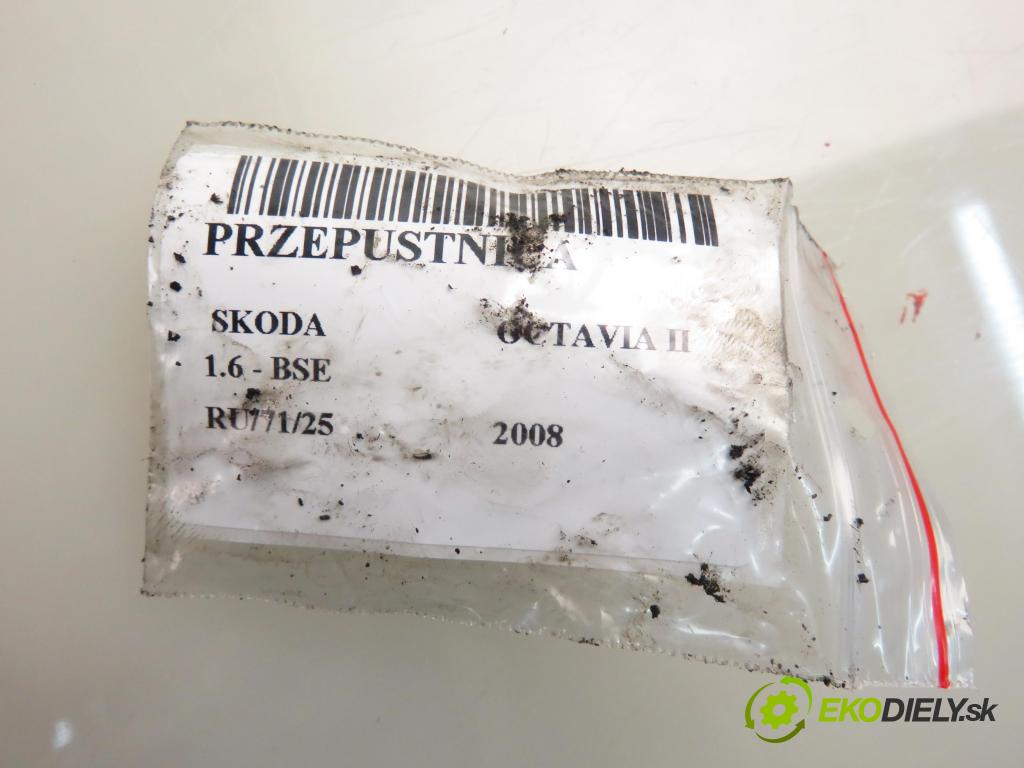 PRZEPUSTNICA
SKODA OCTAVIA II
1.6 - BSE
RU771/25 2008
EKODIELY.sk